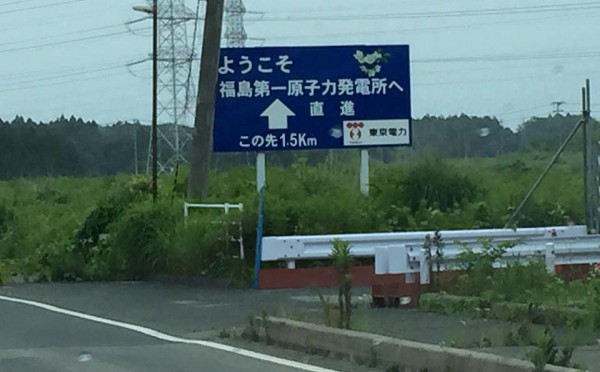 ようこそ
福島第一原子力発電所へ
直進
この先1.5Km
東京電力